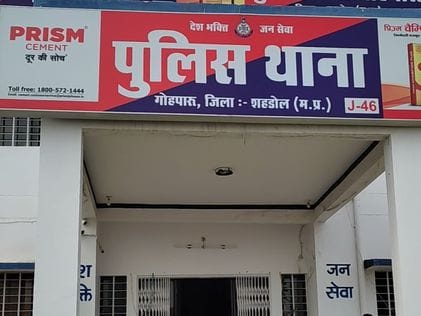 देश भक्ति जन सेवा
PRISM
CEMENT
दूर की सोच
Toll free: 1800-572-1444
पुलिस थाना
गोहपारू, जिला :- शहडोल (म.प्र.)
J-46
प्रिज्म
जन
सेवा